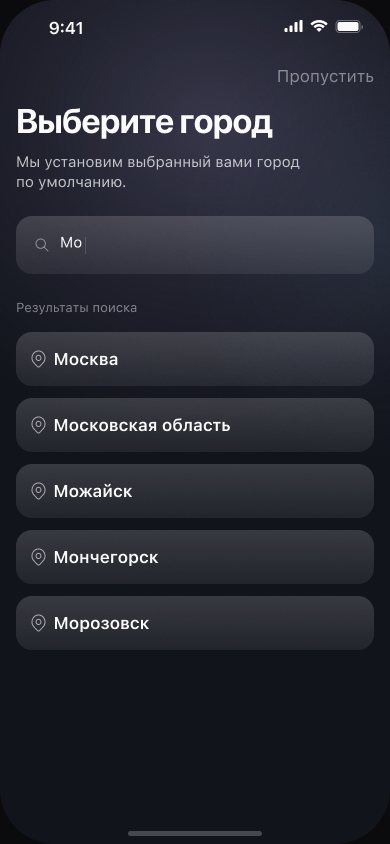 9:41
Пропустить
Выберите город
Мы установим выбранный вами город
по умолчанию.
Мо
Результаты поиска
Москва
Московская область
Можайск
Мончегорск
Морозовск